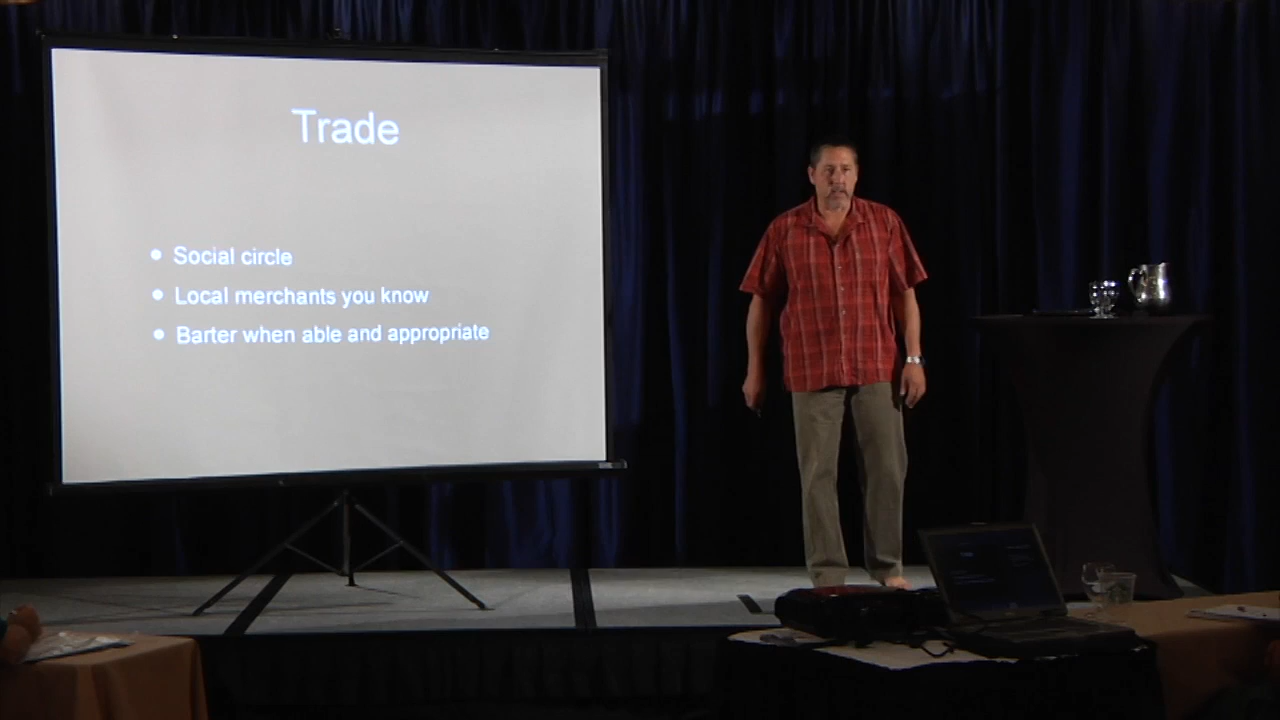 Trade
• Social circle
• Local merchants you know
• Barter when able and appropriate